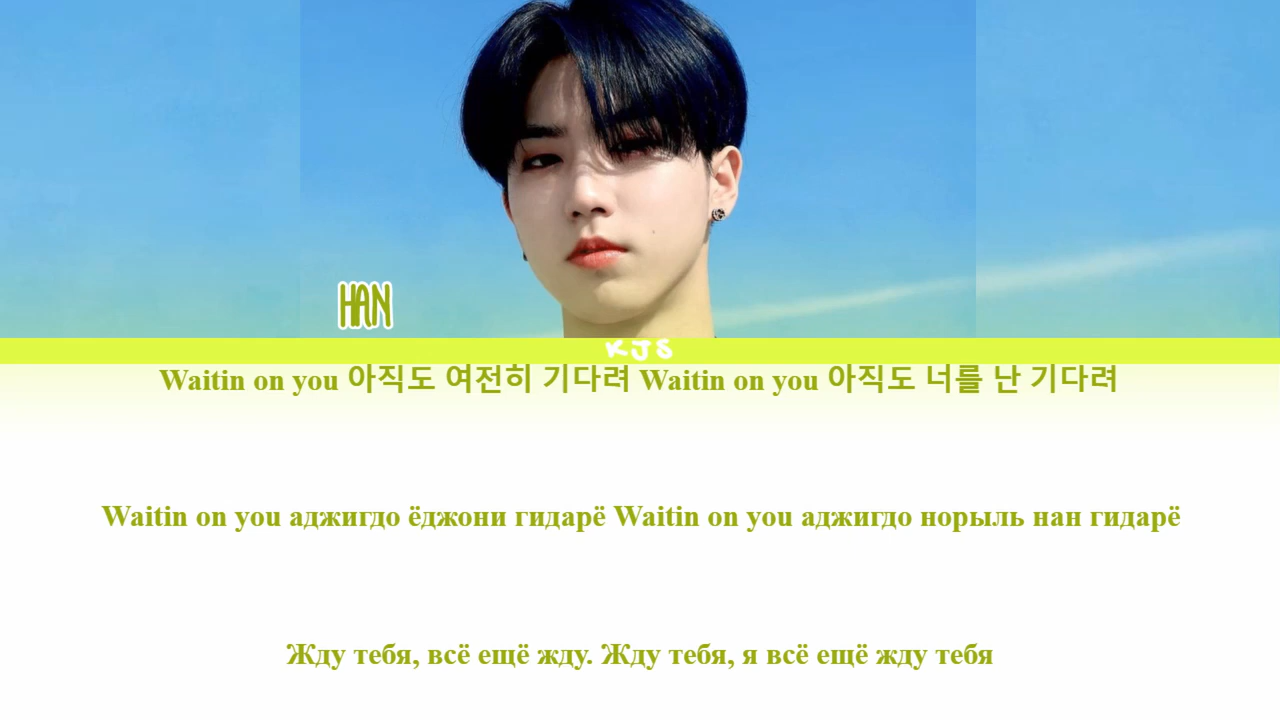 HAN
KJS
Waitin on you 아직도 여전히 기다려 Waitin on you 아직도 너를 난 기다려
Waitin on you аджигдо ёджони гидарё Waitin on you аджигдо норыль нан гидарё
Жду тебя, всё ещё жду. Жду тебя, я всё ещё жду тебя